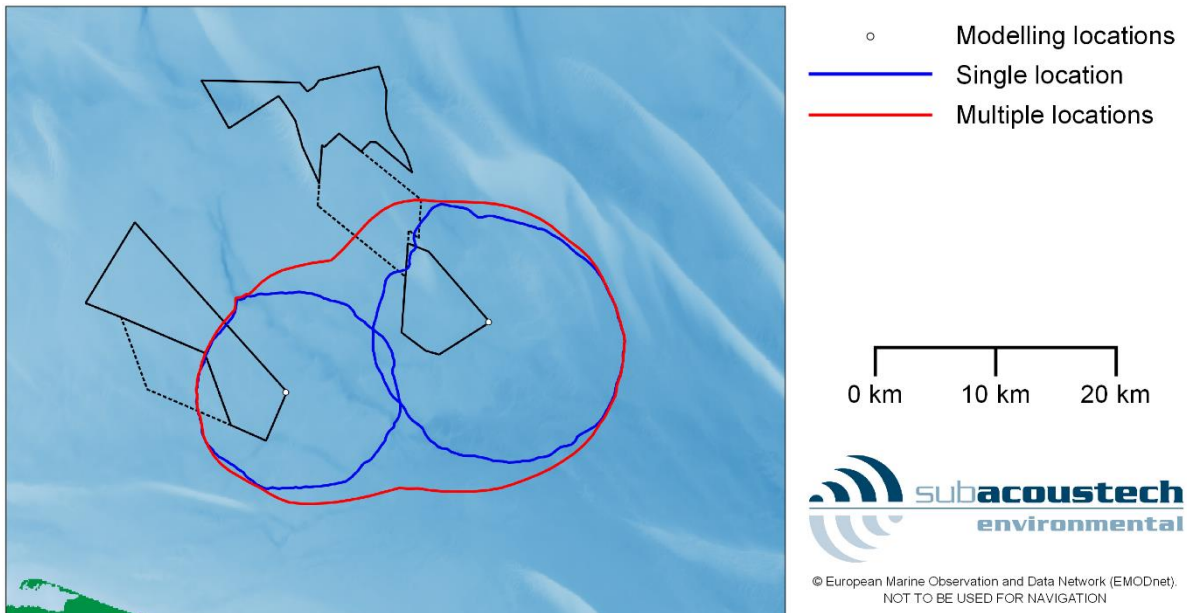 Modelling locations
Single location
Multiple locations
0 km 10 km 20 km
subacoustech
environmental
© European Marine Observation and Data Network (EMODnet).
NOT TO BE USED FOR NAVIGATION